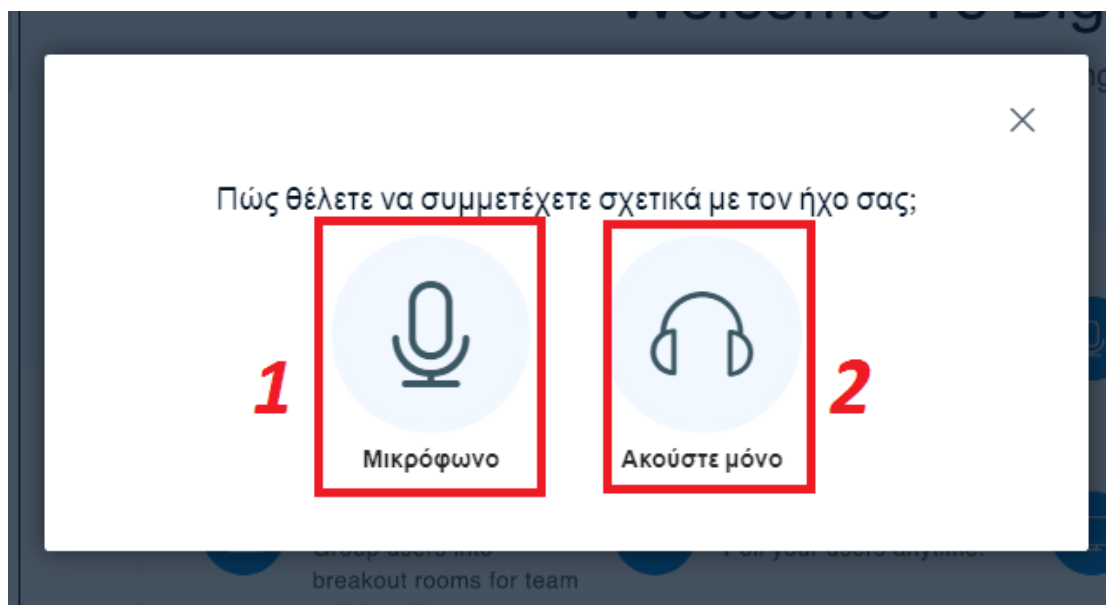 Welcome To Big
Πώς θέλετε να συμμετέχετε σχετικά με τον ήχο σας;
1
2
Μικρόφωνο
Ακούστε μόνο
Group users into
breakout rooms for team
Poll your users anytime.